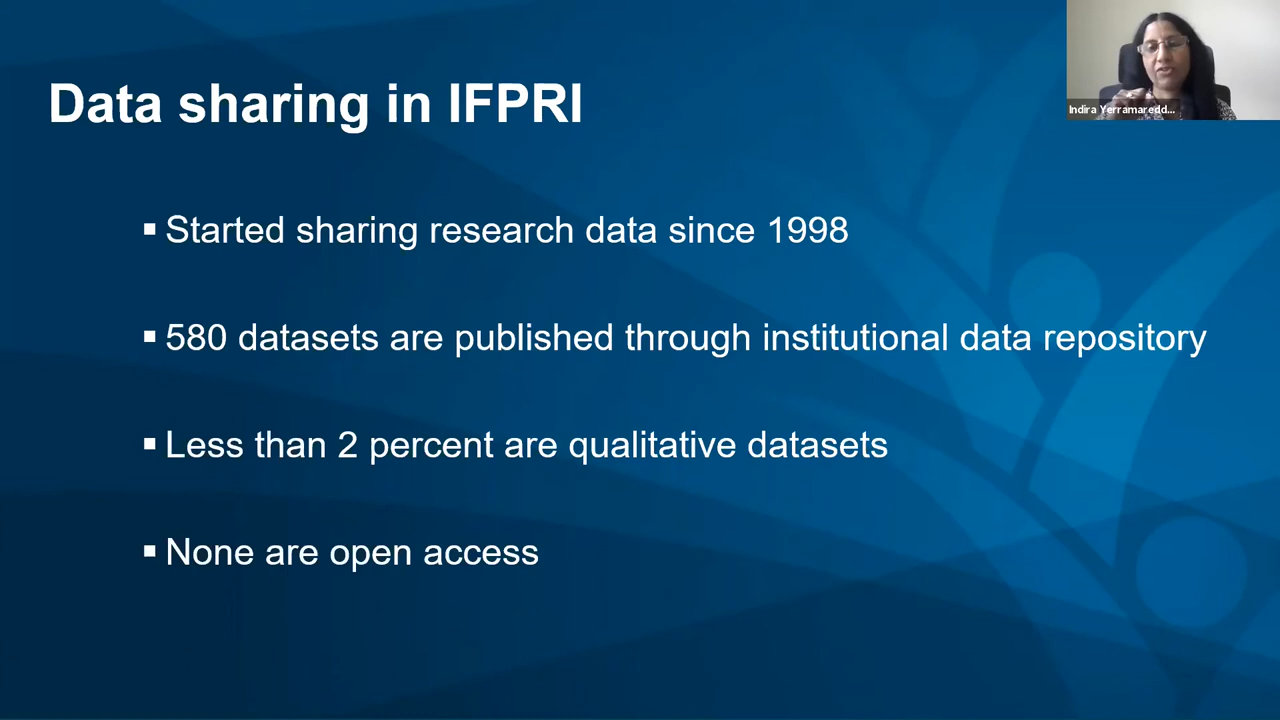 Data sharing in IFPRI
▪ Started sharing research data since 1998
▪ 580 datasets are published through institutional data repository
▪ Less than 2 percent are qualitative datasets
▪ None are open access
Indira Yerramaredd...